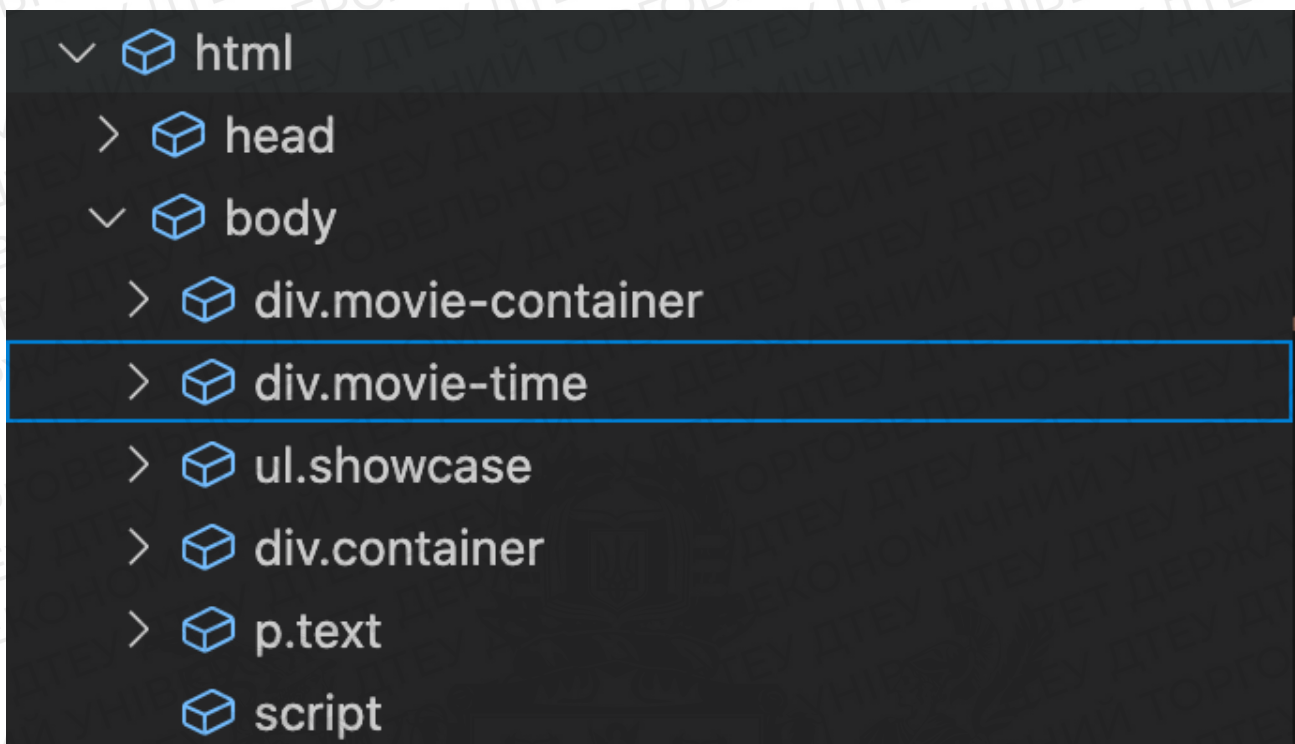 html
head
body
div.movie-container
div.movie-time
ul.showcase
div.container
p.text
script